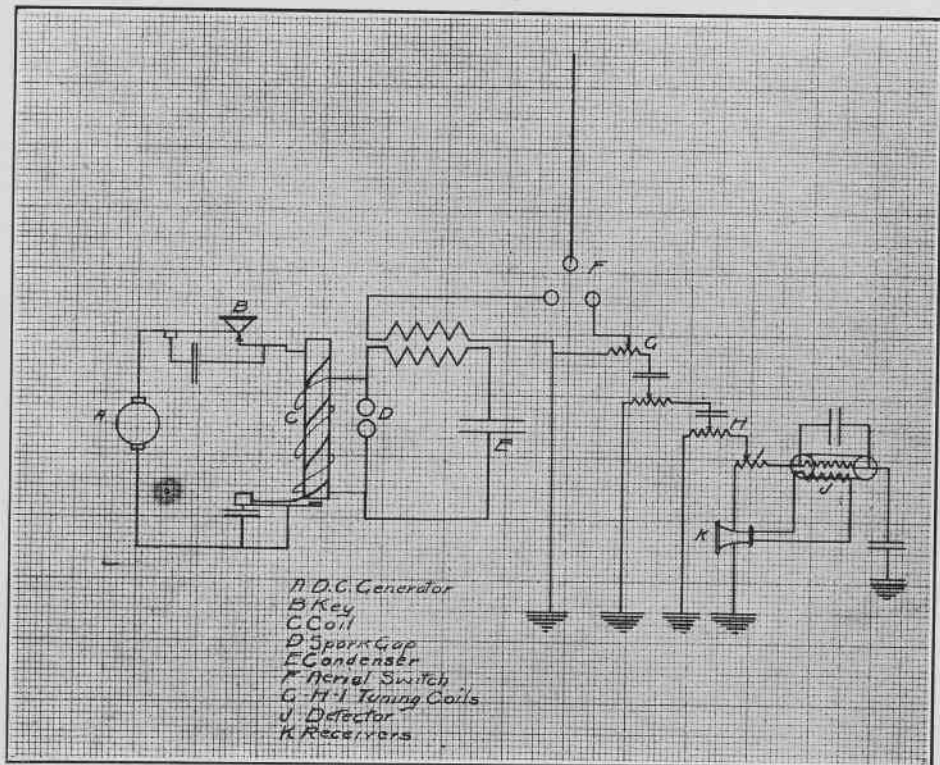 F
B
G
A
C
D
E
H
I
J
K
A D.C. Generator
B Key
C Coil
D Spark Gap
E Condenser
F Aerial Switch
G-H-I Tuning Coils
J Detector
K Receivers